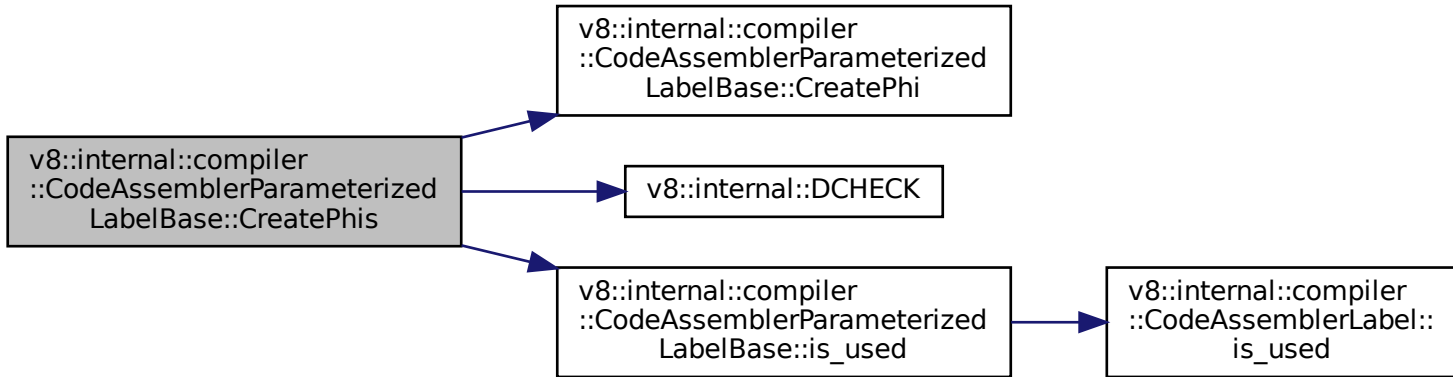 v8::internal::compiler
::CodeAssemblerParameterized
LabelBase::CreatePhis
v8::internal::compiler
::CodeAssemblerParameterized
LabelBase::CreatePhi
v8::internal::DCHECK
v8::internal::compiler
::CodeAssemblerParameterized
LabelBase::is_used
v8::internal::compiler
::CodeAssemblerLabel::
is_used